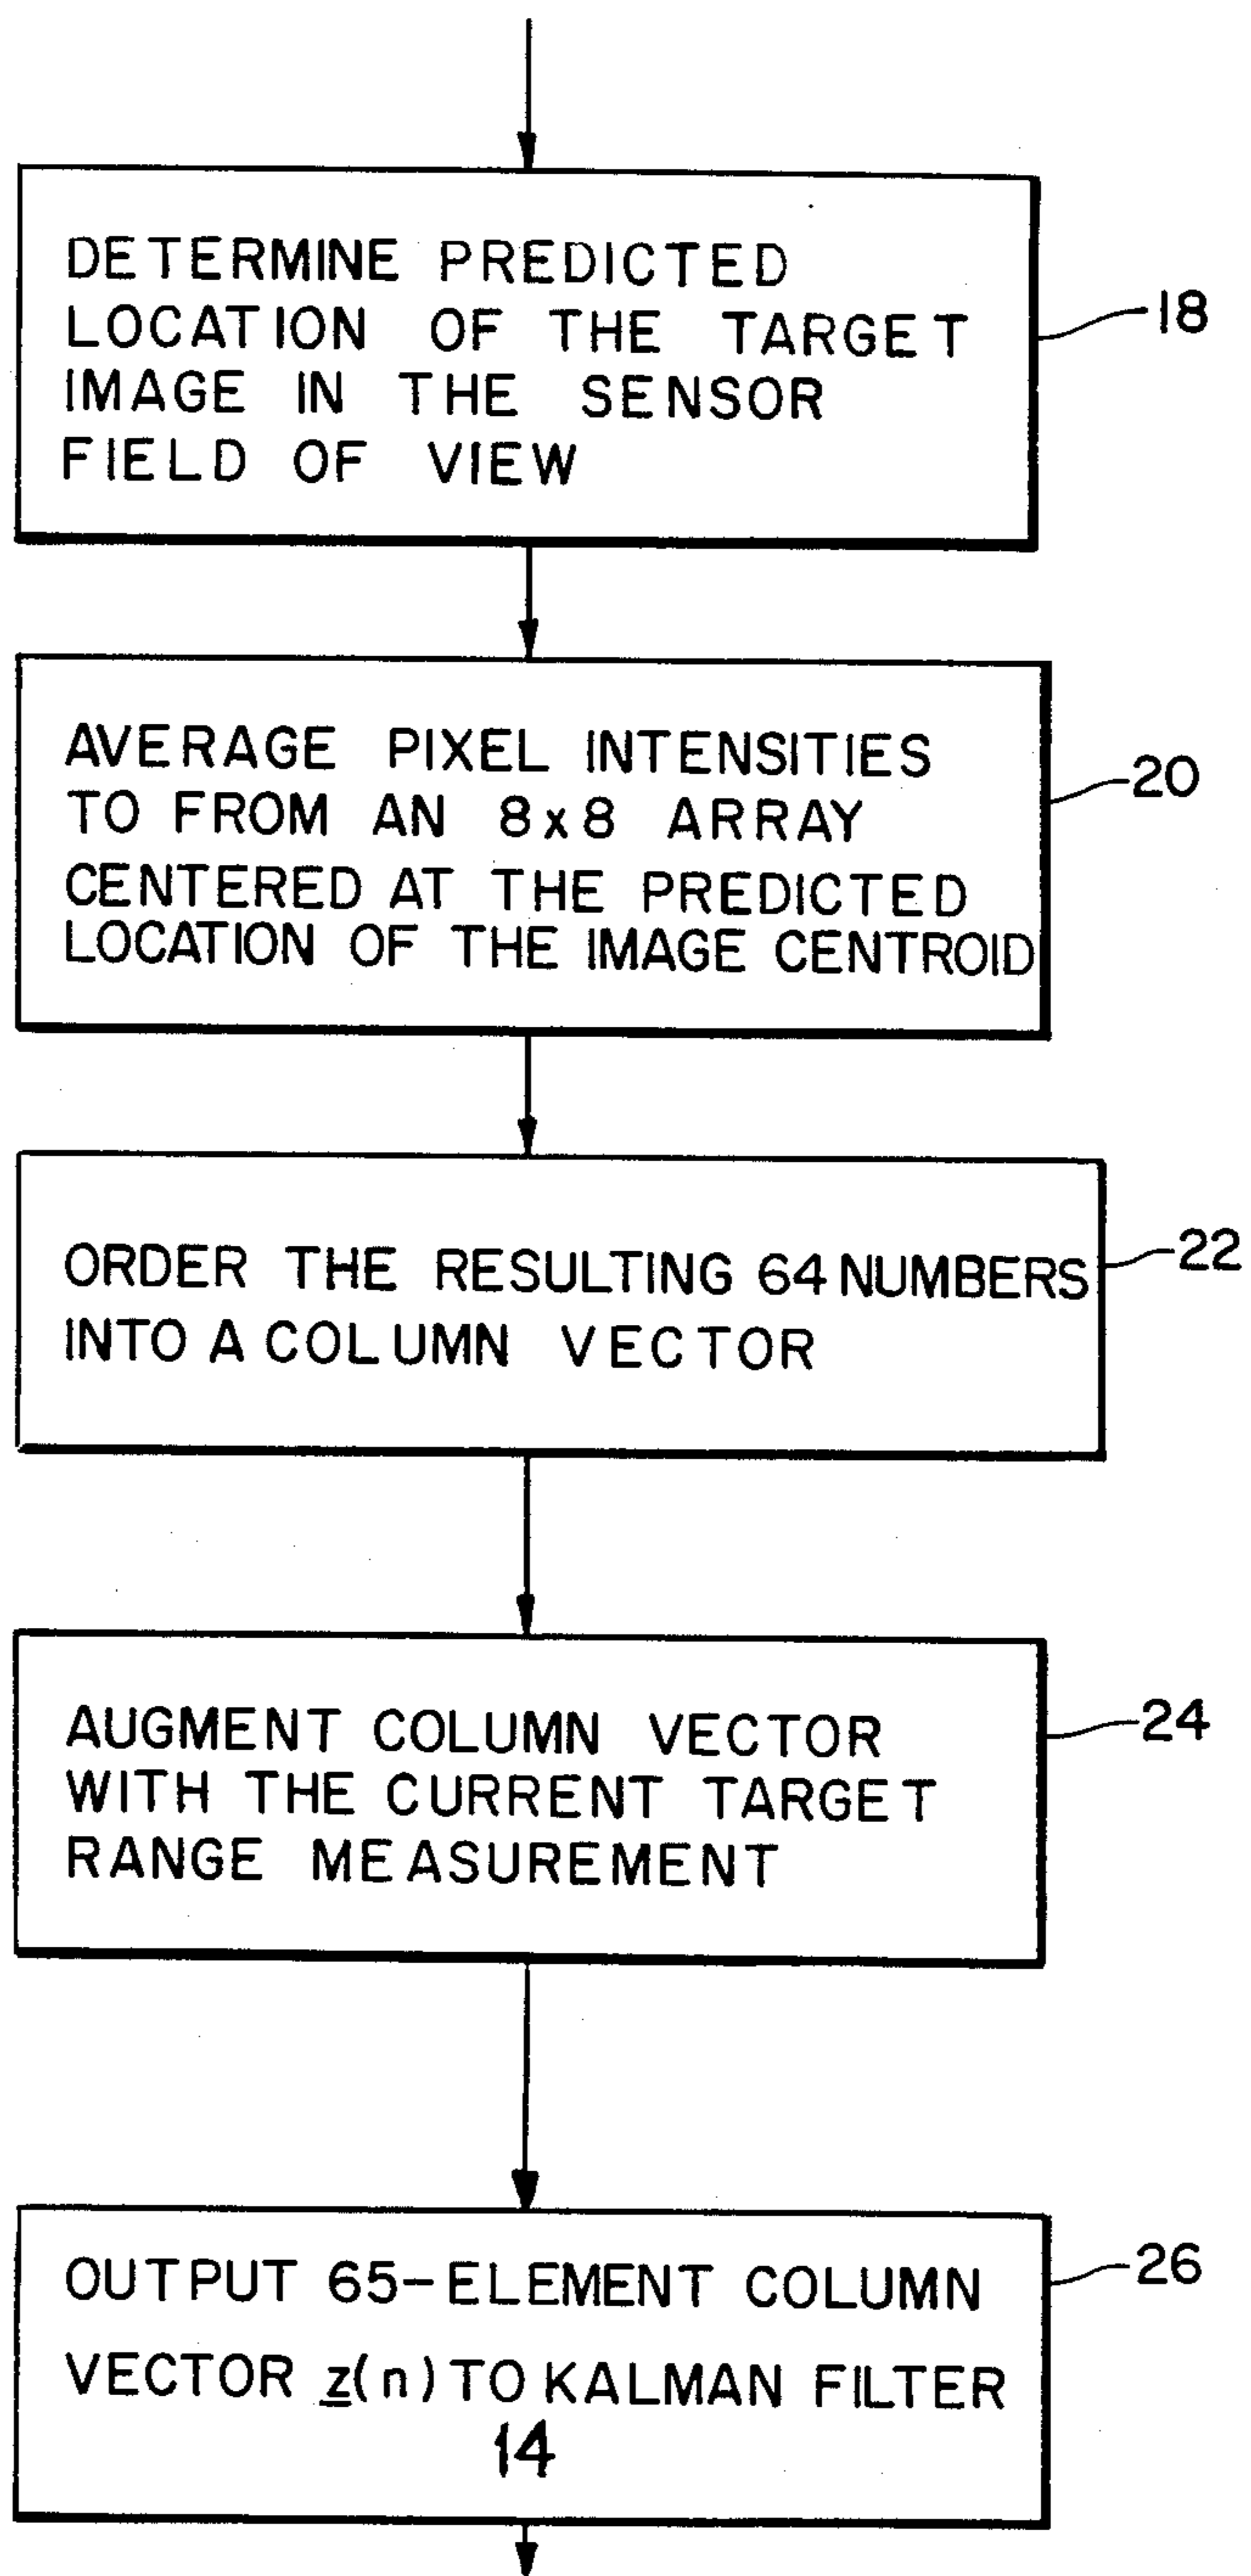 DETERMINE PREDICTED
LOCATION OF THE TARGET
IMAGE IN THE SENSOR
FIELD OF VIEW
18
AVERAGE PIXEL INTENSITIES
TO FROM AN 8x8 ARRAY
CENTERED AT THE PREDICTED
LOCATION OF THE IMAGE CENTROID
20
ORDER THE RESULTING 64 NUMBERS
INTO A COLUMN VECTOR
22
AUGMENT COLUMN VECTOR
WITH THE CURRENT TARGET
RANGE MEASUREMENT
24
OUTPUT 65-ELEMENT COLUMN
VECTOR z(n) TO KALMAN FILTER
14
26